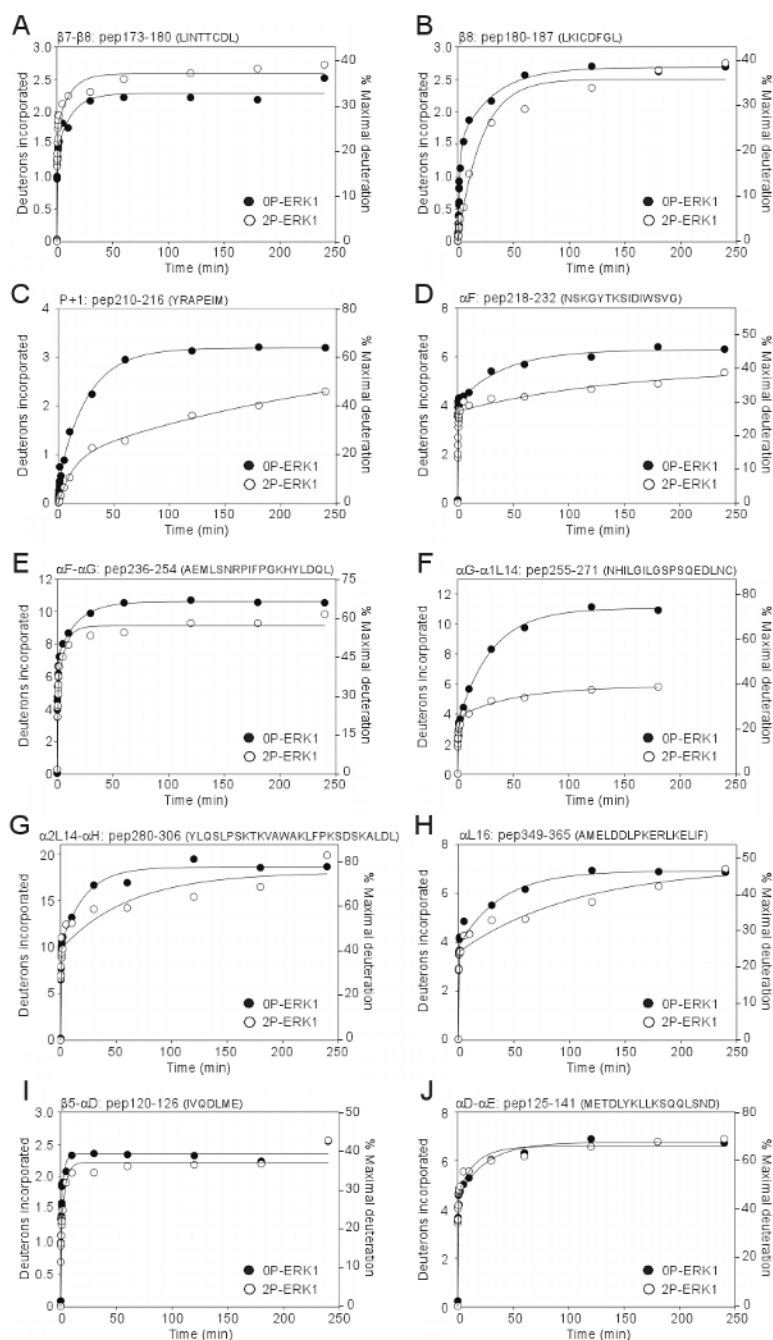 A
β7-β8: pep173-180 (LINTTCDL)
3.0
2.5
2.0
1.5
1.0
0.5
0.0
40
30
20
10
0
Deuterons incorporated
% Maximal deuteration
0P-ERK1
2P-ERK1
0 50 100 150 200 250
Time (min)
B
β8: pep180-187 (LKICDFGL)
3.0
2.5
2.0
1.5
1.0
0.5
0.0
40
30
20
10
0
Deuterons incorporated
% Maximal deuteration
0P-ERK1
2P-ERK1
0 50 100 150 200 250
Time (min)
C
P+1: pep210-216 (YRAPEIM)
4
3
2
1
0
80
60
40
20
0
Deuterons incorporated
% Maximal deuteration
0P-ERK1
2P-ERK1
0 50 100 150 200 250
Time (min)
D
αF: pep218-232 (NSKGYTKSIDIWSVG)
8
6
4
2
0
50
40
30
20
10
0
Deuterons incorporated
% Maximal deuteration
0P-ERK1
2P-ERK1
0 50 100 150 200 250
Time (min)
E
αF-αG: pep236-254 (AEMLSNRPIFPGKHYLDQL)
12
10
8
6
4
2
0
75
60
45
30
15
0
Deuterons incorporated
% Maximal deuteration
0P-ERK1
2P-ERK1
0 50 100 150 200 250
Time (min)
F
αG-α1L14: pep255-271 (NHILGILGSPSQEDLNC)
12
10
8
6
4
2
0
80
60
40
20
0
Deuterons incorporated
% Maximal deuteration
0P-ERK1
2P-ERK1
0 50 100 150 200 250
Time (min)
G
α2L14-αH: pep280-306 (YLQSLPSKTKVAWAKLFPKSDSKALDL)
20
15
10
5
0
80
60
40
20
0
Deuterons incorporated
% Maximal deuteration
0P-ERK1
2P-ERK1
0 50 100 150 200 250
Time (min)
H
αL16: pep349-365 (AMELDDLPKERLKELIF)
8
6
4
2
0
50
40
30
20
10
0
Deuterons incorporated
% Maximal deuteration
0P-ERK1
2P-ERK1
0 50 100 150 200 250
Time (min)
I
β5-αD: pep120-126 (IVQDLME)
3.0
2.5
2.0
1.5
1.0
0.5
0.0
50
40
30
20
10
0
Deuterons incorporated
% Maximal deuteration
0P-ERK1
2P-ERK1
0 50 100 150 200 250
Time (min)
J
αD-αE: pep125-141 (METDLYKLLKSQQLSND)
8
6
4
2
0
80
60
40
20
0
Deuterons incorporated
% Maximal deuteration
0P-ERK1
2P-ERK1
0 50 100 150 200 250
Time (min)